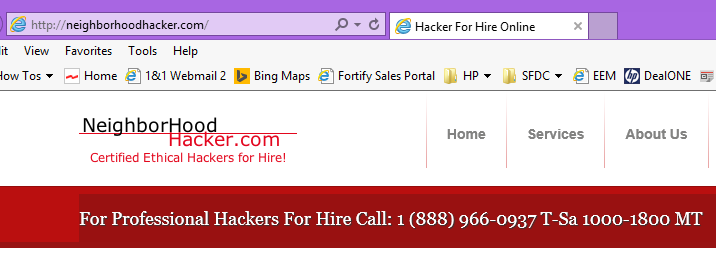 http://neighborhoodhacker.com/
Hacker For Hire Online
it View Favorites Tools Help
ow Tos Home 1&1 Webmail 2 Bing Maps Fortify Sales Portal HP SFDC EEM DealONE
NeighborHood
Hacker.com
Certified Ethical Hackers for Hire!
Home Services About Us
For Professional Hackers For Hire Call: 1 (888) 966-0937 T-Sa 1000-1800 MT